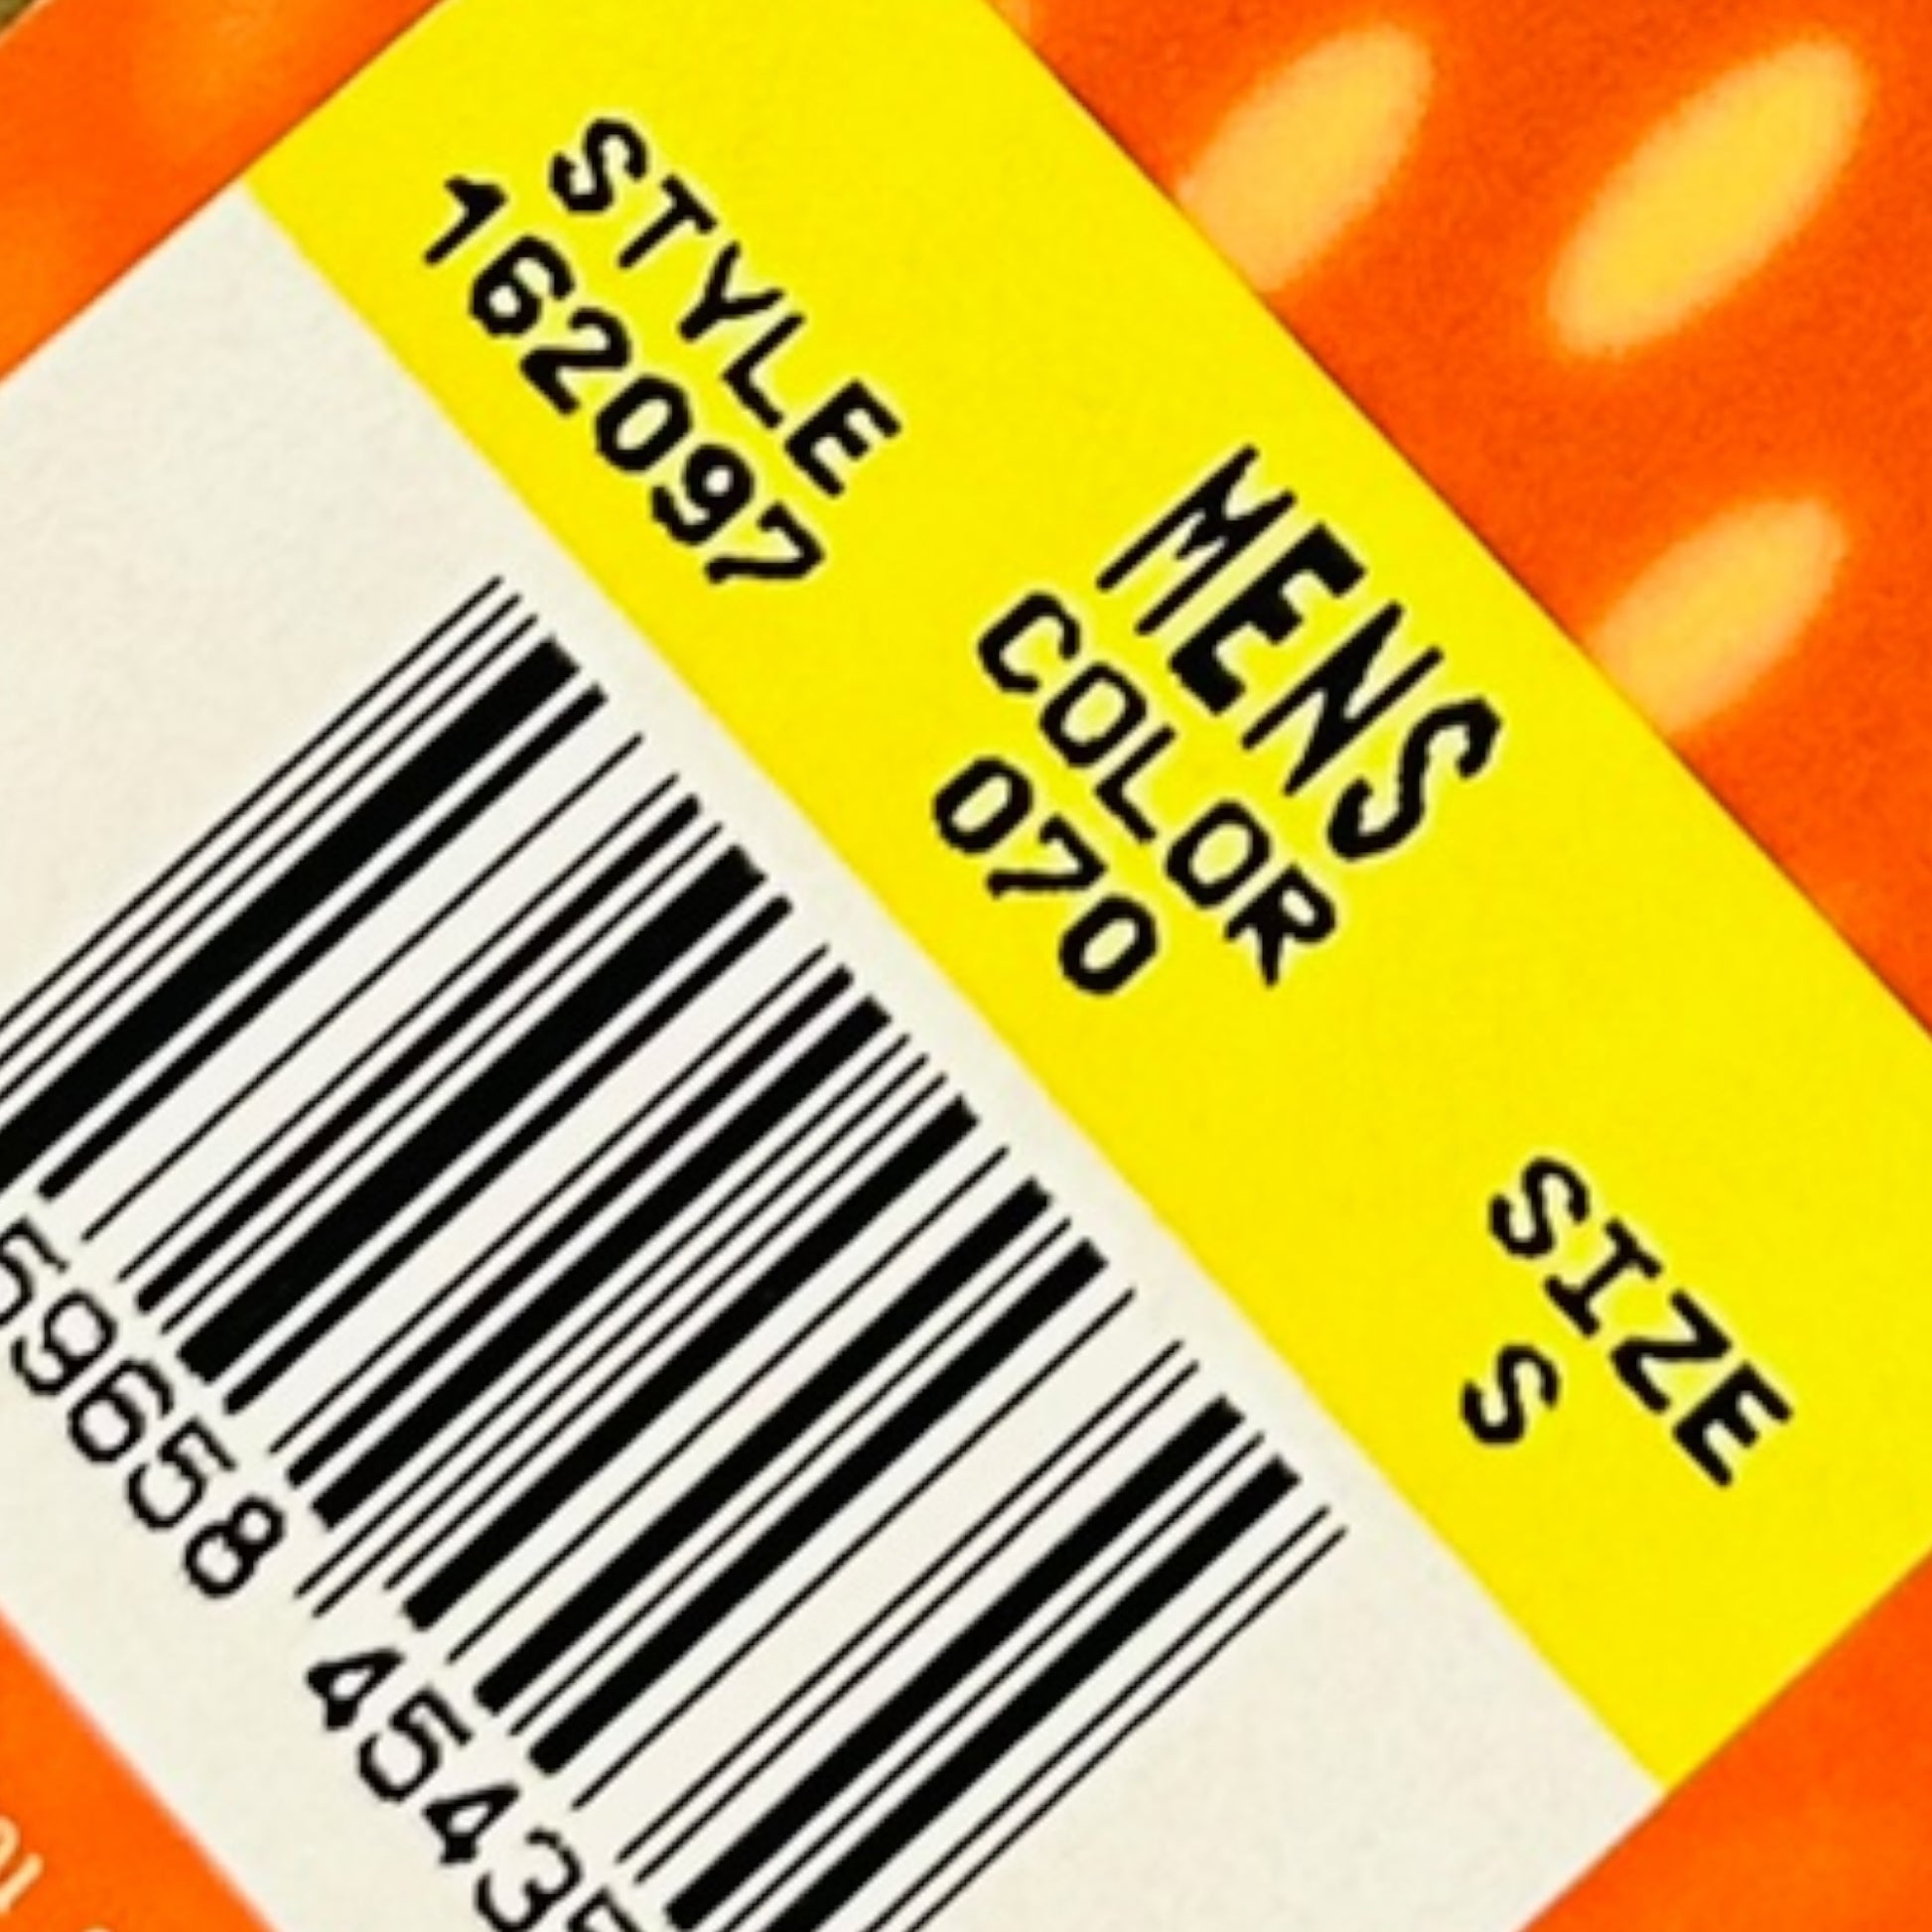 STYLE
162097
MENS
COLOR
070
SIZE
S
59658 4543